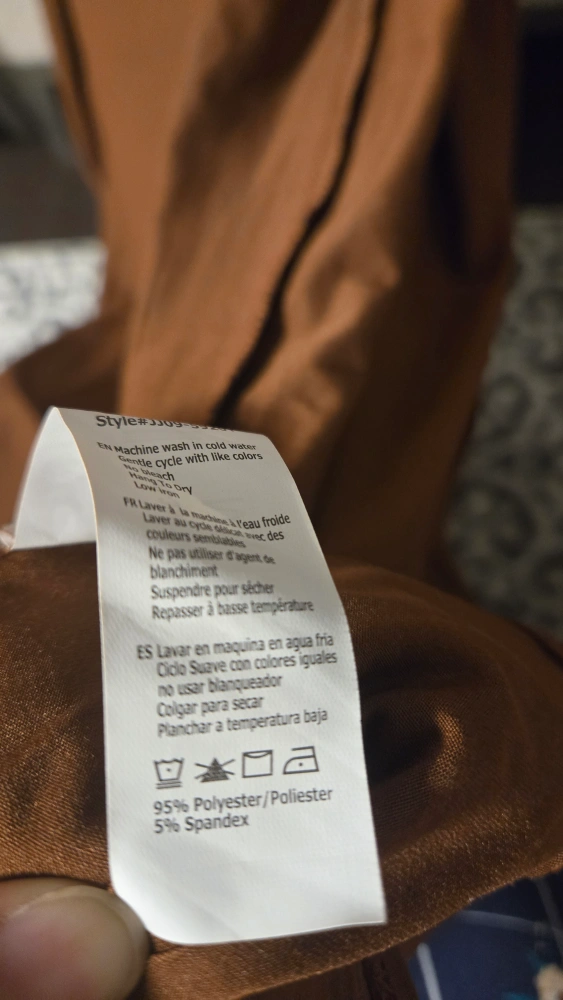 Style#JJ09-
EN Machine wash in cold water
Gentle cycle with like colors
No bleach
Hang To Dry
Low iron
FR Laver à la machine à l'eau froide
Laver au cycle délicat avec des
couleurs semblables
Ne pas utiliser d'agent de
blanchiment
Suspendre pour sécher
Repasser à basse température
ES Lavar en maquina en agua fria
Ciclo Suave con colores iguales
no usar blanqueador
Colgar para secar
Planchar a temperatura baja
95% Polyester/Poliester
5% Spandex